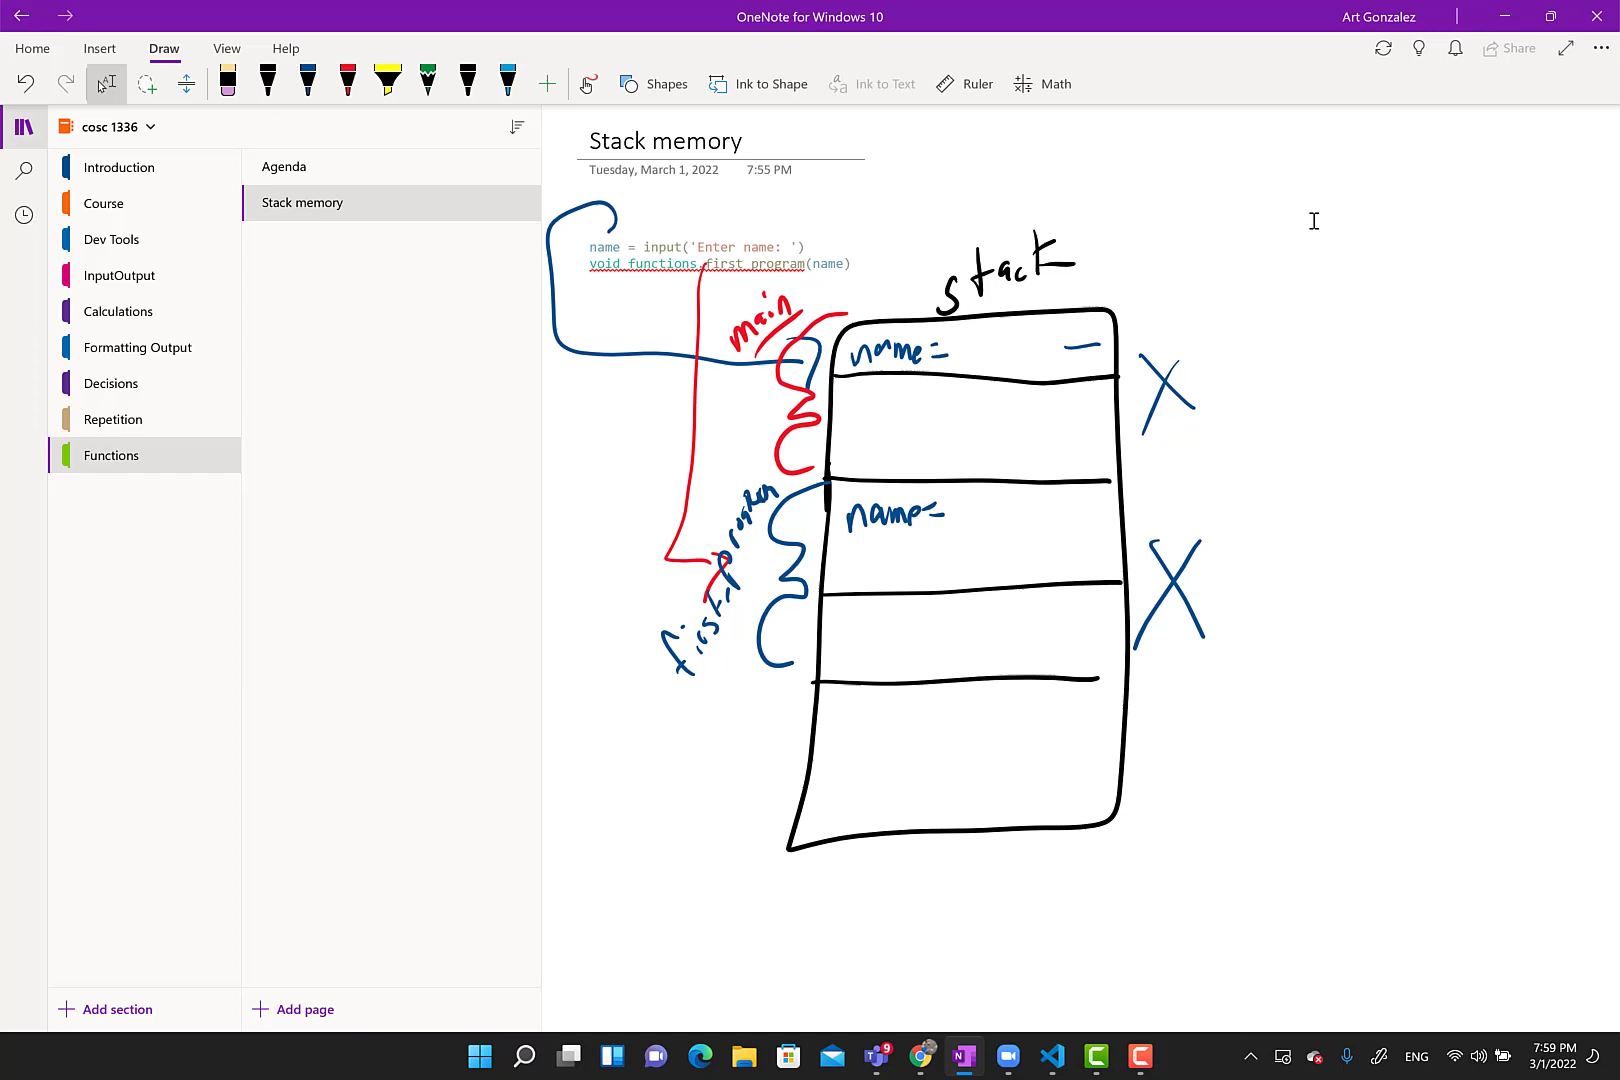 OneNote for Windows 10
Art Gonzalez
Home Insert Draw View Help
Share
Shapes Ink to Shape Ink to Text Ruler Math
cosc 1336
Introduction
Course
Dev Tools
InputOutput
Calculations
Formatting Output
Decisions
Repetition
Functions
Agenda
Stack memory
Stack memory
Tuesday, March 1, 2022 7:55 PM
name = input('Enter name: ')
void_functions.first_program(name)
stack
main
name=
name=
first_program
X
X
Add section
Add page
9
ENG
7:59 PM
3/1/2022